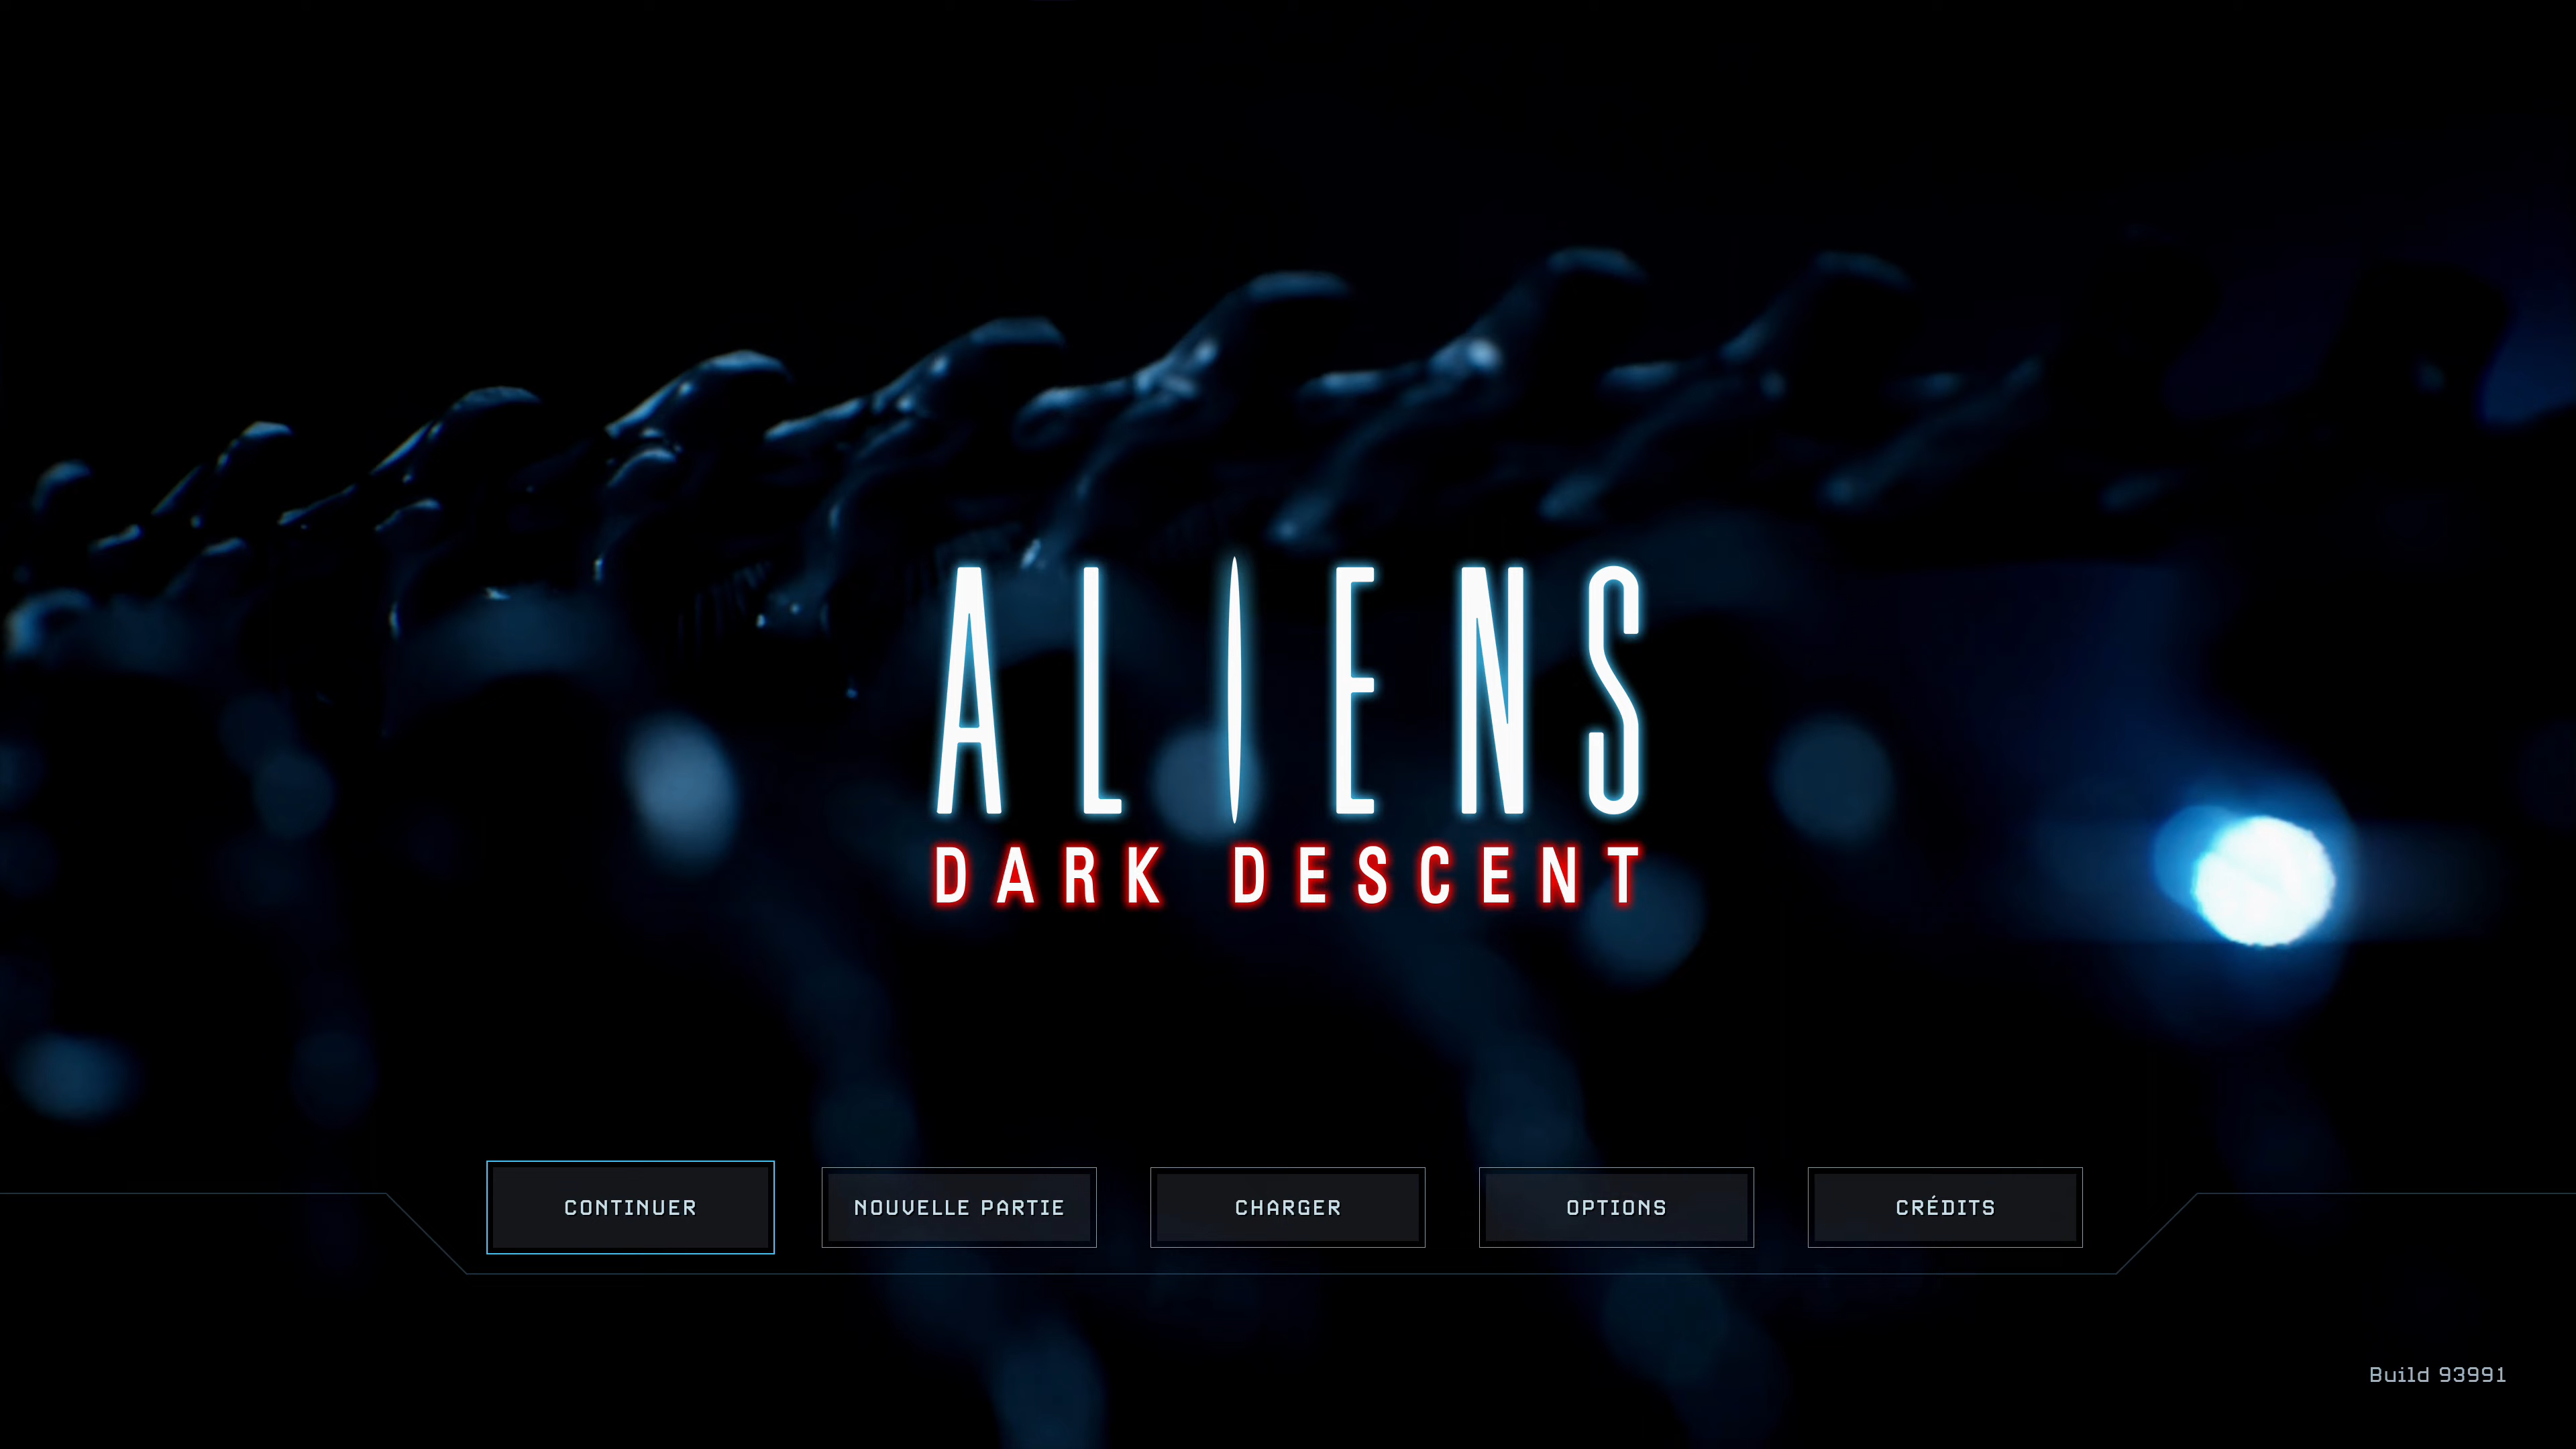 ALIENS
DARK DESCENT
CONTINUER
NOUVELLE PARTIE
CHARGER
OPTIONS
CRÉDITS
Build 93991